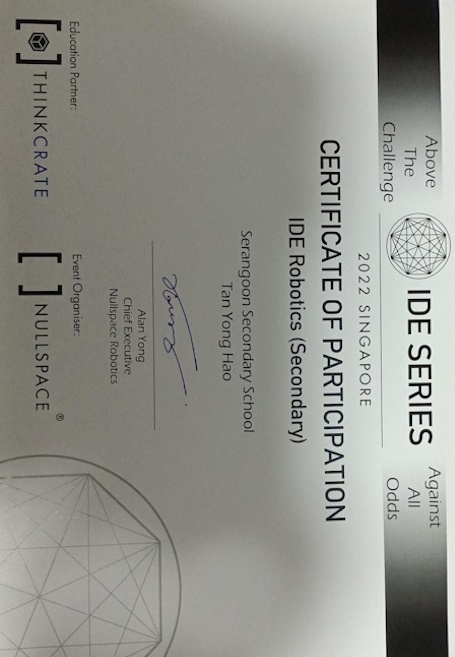 Above
The
Challenge
IDE SERIES
Against
All
Odds
2022 SINGAPORE
CERTIFICATE OF PARTICIPATION
IDE Robotics (Secondary)
Serangoon Secondary School
Tan Yong Hao
Alan Yong
Chief Executive
Nullspace Robotics
Education Partner:
[ ] THINKCRATE
Event Organiser:
[ ] NULLSPACE ®